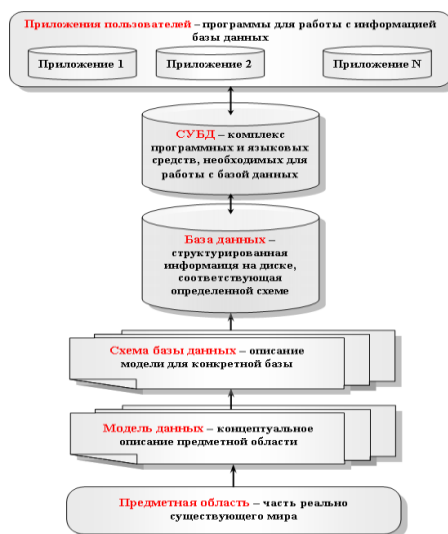 Приложения пользователей – программы для работы с информацией
базы данных
Приложение 1
Приложение 2
Приложение N
СУБД – комплекс
программных и языковых
средств, необходимых для
работы с базой данных
База данных –
структурированная
информаиця на диске,
соответствующая
определенной схеме
Схема базы данных – описание
модели для конкретной базы
Модель данных – концептуальное
описание предметной области
Предметная область – часть реально
существующего мира